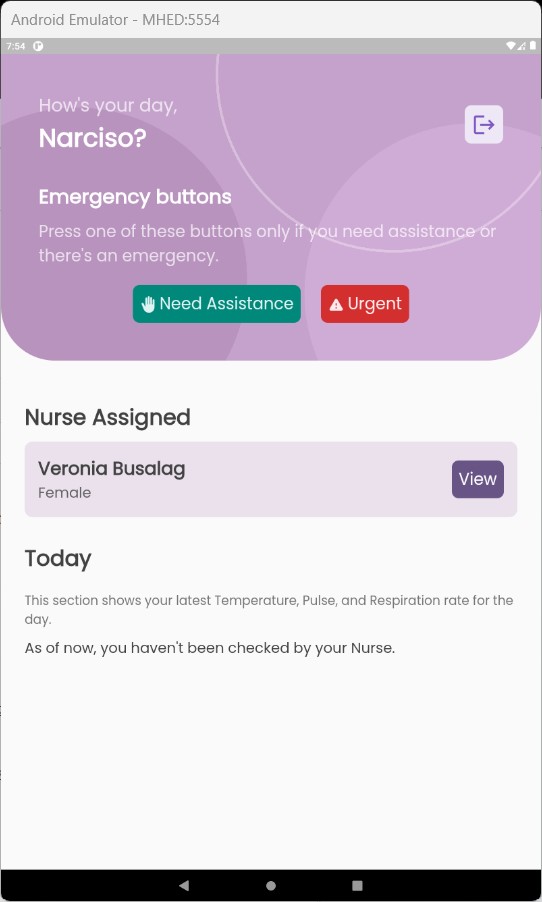 Android Emulator - MHED:5554
7:54
How's your day,
Narciso?
Emergency buttons
Press one of these buttons only if you need assistance or
there's an emergency.
Need Assistance
Urgent
Nurse Assigned
Veronia Busalag
View
Female
Today
This section shows your latest Temperature, Pulse, and Respiration rate for the
day.
As of now, you haven't been checked by your Nurse.